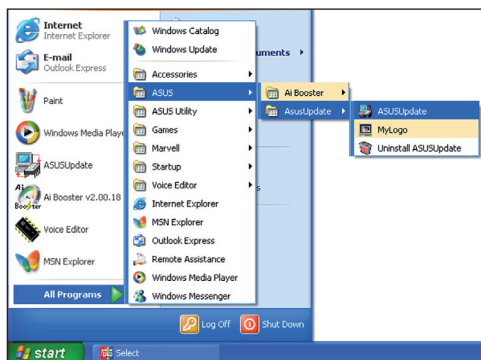 Internet
Internet Explorer
E-mail
Outlook Express
Paint
Windows Media Playe
ASUSUpdate
Ai Booster v2.00.18
Voice Editor
MSN Explorer
All Programs
Windows Catalog
Windows Update
Accessories
ASUS
ASUS Utility
Games
Marvell
Startup
Voice Editor
Internet Explorer
MSN Explorer
Outlook Express
Remote Assistance
Windows Media Player
Windows Messenger
uments
s
Ai Booster
AsusUpdate
ASUSUpdate
MyLogo
Uninstall ASUSUpdate
Log Off
Shut Down
start
Select